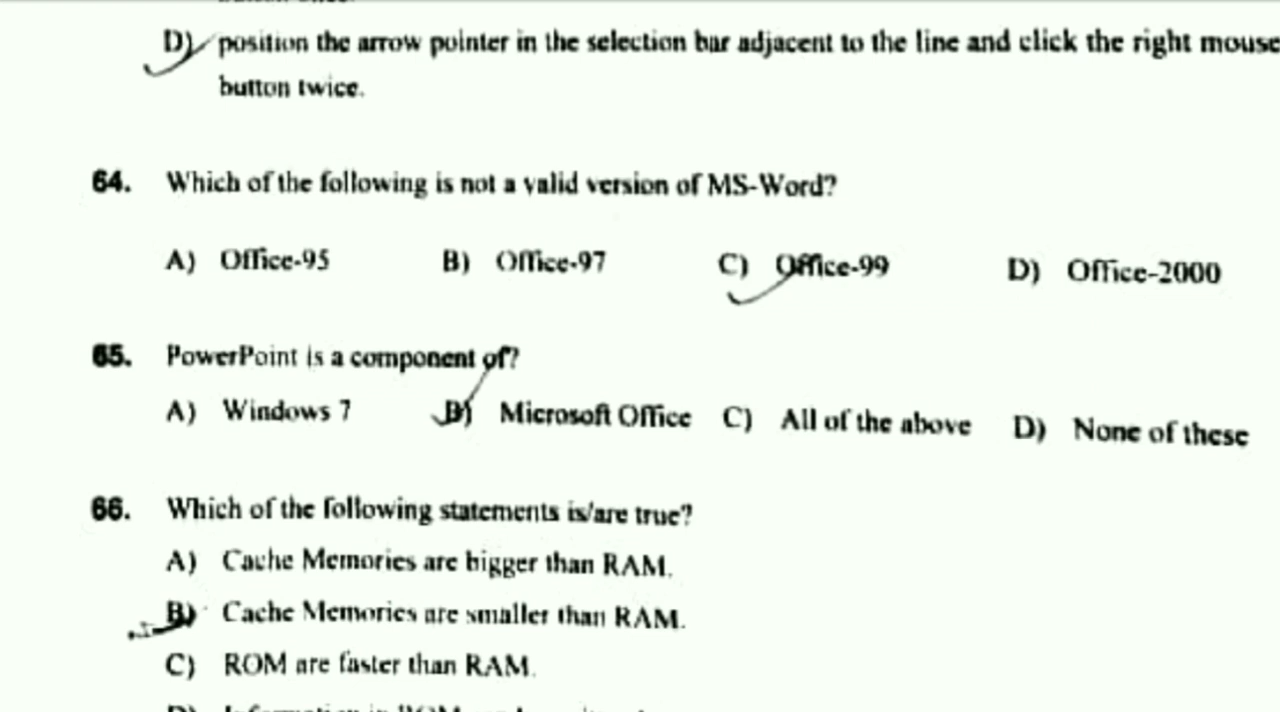 D) position the arrow pointer in the selection bar adjacent to the line and click the right mouse
button twice.
64. Which of the following is not a valid version of MS-Word?
A) Office-95 B) Office-97 C) Office-99 D) Office-2000
65. PowerPoint is a component of?
A) Windows 7 B) Microsoft Office C) All of the above D) None of these
66. Which of the following statements is/are true?
A) Cache Memories are bigger than RAM.
B) Cache Memories are smaller than RAM.
C) ROM are faster than RAM.